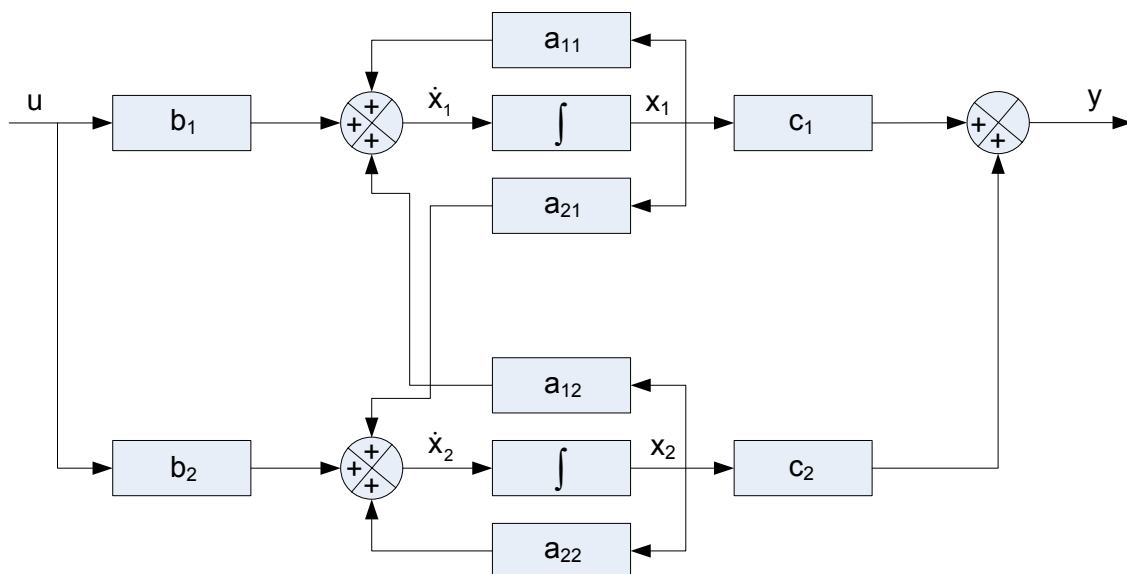 a₁₁
u
b₁
+
+
+
ẋ₁
∫
x₁
c₁
+
+
y
a₂₁
a₁₂
b₂
+
+
+
ẋ₂
∫
x₂
c₂
a₂₂